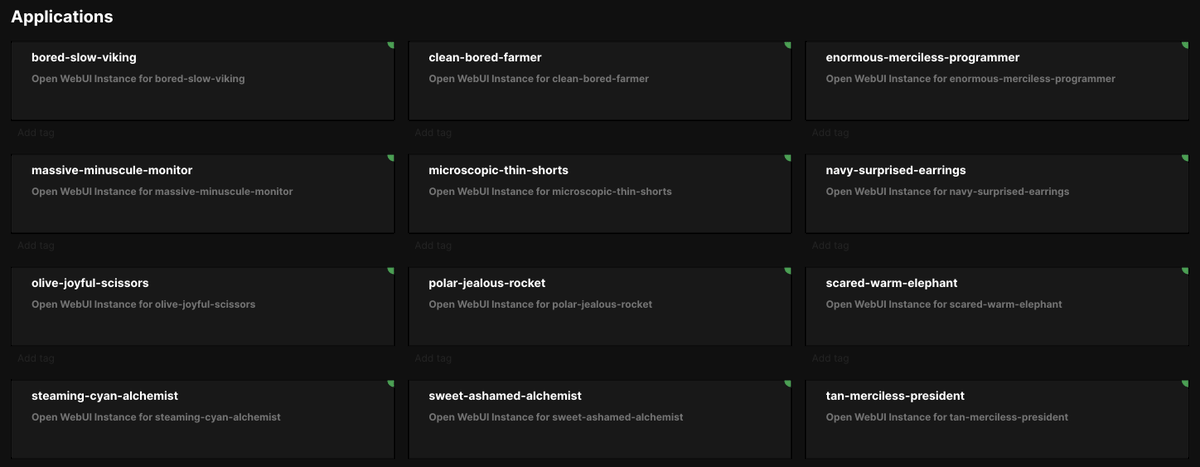 Applications
bored-slow-viking
Open WebUI Instance for bored-slow-viking
Add tag
clean-bored-farmer
Open WebUI Instance for clean-bored-farmer
Add tag
enormous-merciless-programmer
Open WebUI Instance for enormous-merciless-programmer
Add tag
massive-minuscule-monitor
Open WebUI Instance for massive-minuscule-monitor
Add tag
microscopic-thin-shorts
Open WebUI Instance for microscopic-thin-shorts
Add tag
navy-surprised-earrings
Open WebUI Instance for navy-surprised-earrings
Add tag
olive-joyful-scissors
Open WebUI Instance for olive-joyful-scissors
Add tag
polar-jealous-rocket
Open WebUI Instance for polar-jealous-rocket
Add tag
scared-warm-elephant
Open WebUI Instance for scared-warm-elephant
Add tag
steaming-cyan-alchemist
Open WebUI Instance for steaming-cyan-alchemist
sweet-ashamed-alchemist
Open WebUI Instance for sweet-ashamed-alchemist
tan-merciless-president
Open WebUI Instance for tan-merciless-president